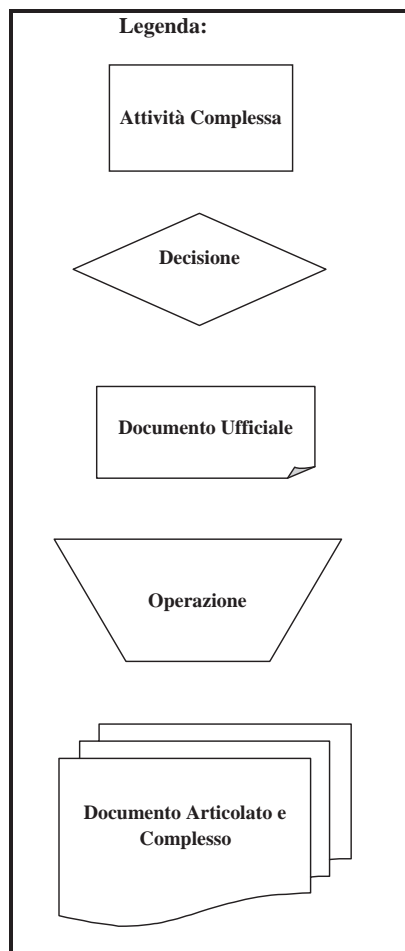 Legenda:
Attività Complessa
Decisione
Documento Ufficiale
Operazione
Documento Articolato e
Complesso